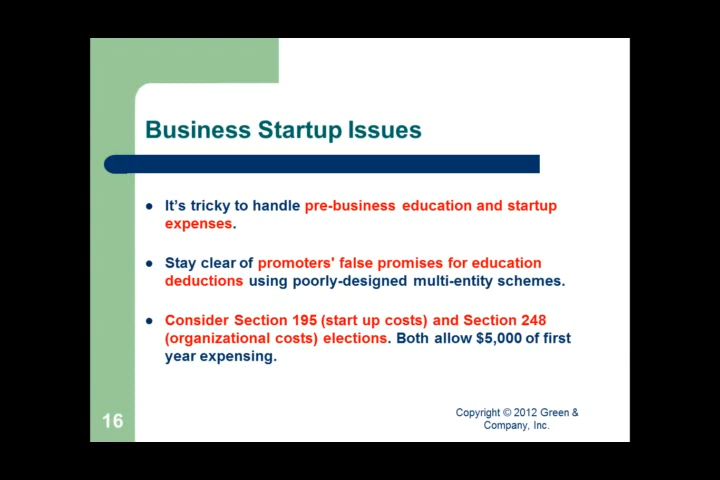 Business Startup Issues
● It's tricky to handle pre-business education and startup
expenses.
● Stay clear of promoters' false promises for education
deductions using poorly-designed multi-entity schemes.
● Consider Section 195 (start up costs) and Section 248
(organizational costs) elections. Both allow $5,000 of first
year expensing.
16
Copyright © 2012 Green &
Company, Inc.